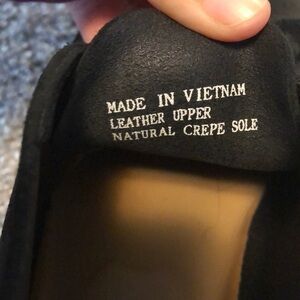 MADE IN VIETNAM
LEATHER UPPER
NATURAL CREPE SOLE